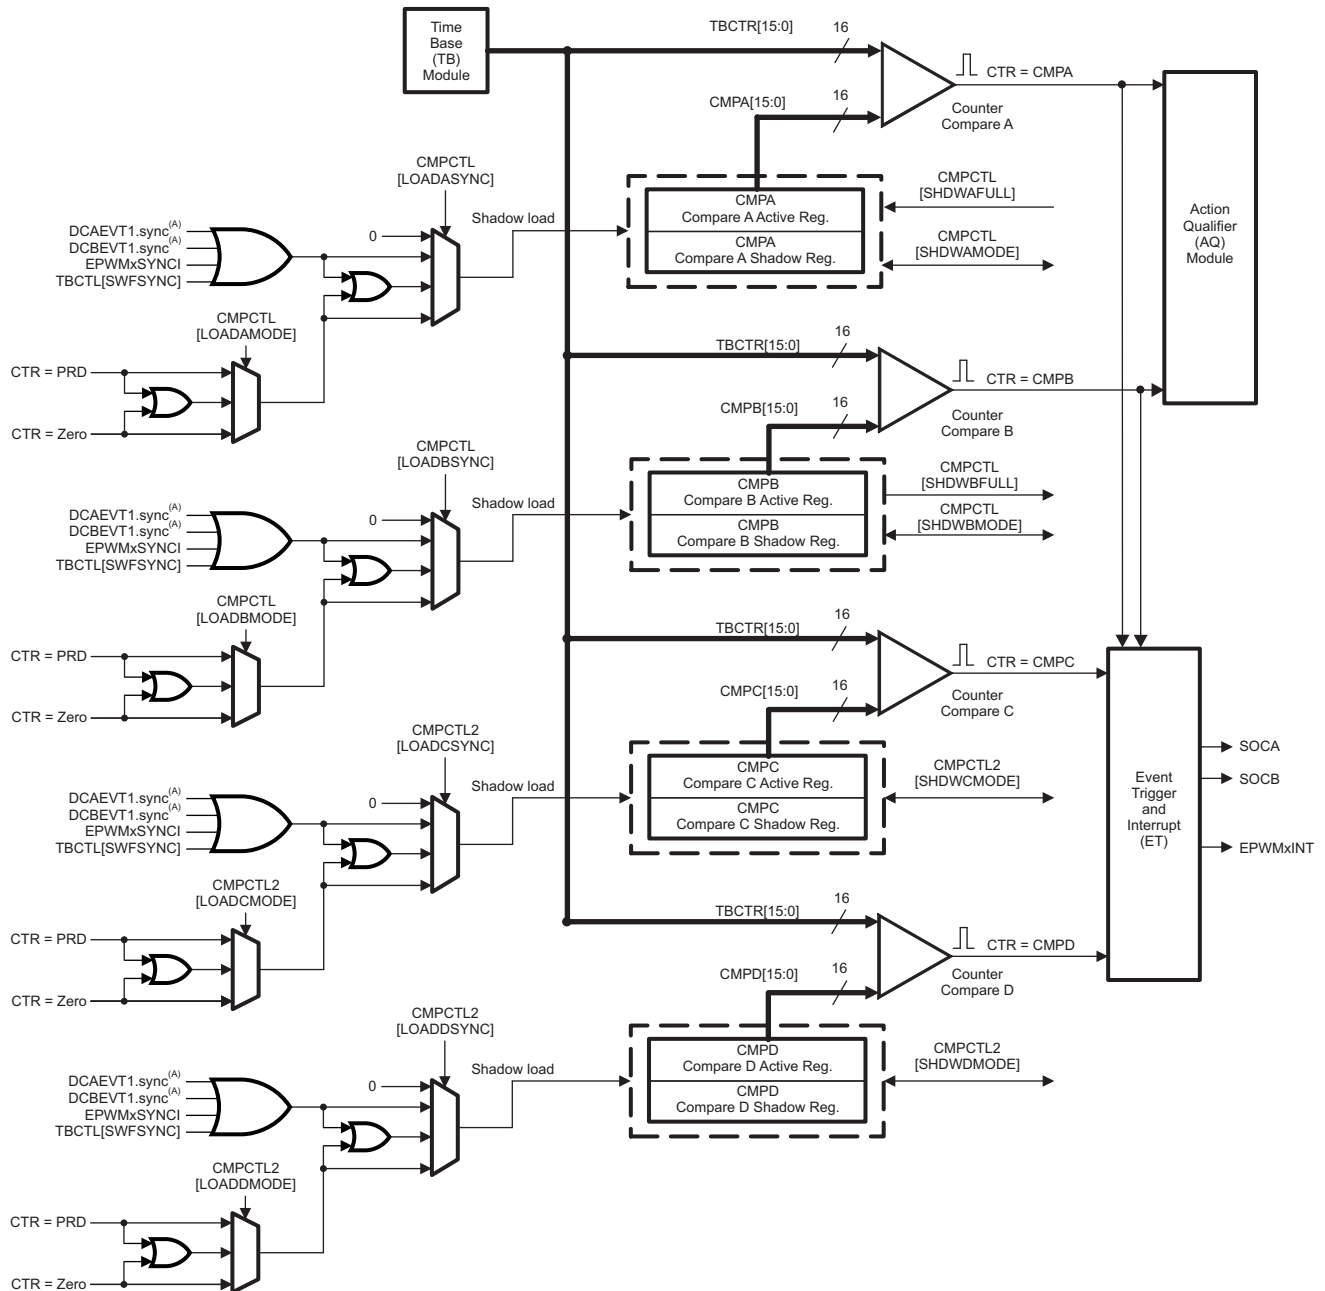 Time
Base
(TB)
Module
TBCTR[15:0]
16
CTR = CMPA
CMPA[15:0]
16
Counter
Compare A
CMPCTL
[LOADASYNC]
Shadow load
0
DCAEVT1.sync(A)
DCBEVT1.sync(A)
EPWMxSYNCI
TBCTL[SWFSYNC]
CMPA
Compare A Active Reg.
CMPA
Compare A Shadow Reg.
CMPCTL
[SHDWAFULL]
CMPCTL
[SHDWAMODE]
Action
Qualifier
(AQ)
Module
CMPCTL
[LOADAMODE]
CTR = PRD
CTR = Zero
TBCTR[15:0]
16
CTR = CMPB
CMPB[15:0]
16
Counter
Compare B
CMPCTL
[LOADBSYNC]
Shadow load
0
DCAEVT1.sync(A)
DCBEVT1.sync(A)
EPWMxSYNCI
TBCTL[SWFSYNC]
CMPB
Compare B Active Reg.
CMPB
Compare B Shadow Reg.
CMPCTL
[SHDWBFULL]
CMPCTL
[SHDWBMODE]
CMPCTL
[LOADBMODE]
CTR = PRD
CTR = Zero
TBCTR[15:0]
16
CTR = CMPC
CMPC[15:0]
16
Counter
Compare C
CMPCTL2
[LOADCSYNC]
Shadow load
0
DCAEVT1.sync(A)
DCBEVT1.sync(A)
EPWMxSYNCI
TBCTL[SWFSYNC]
CMPC
Compare C Active Reg.
CMPC
Compare C Shadow Reg.
CMPCTL2
[SHDWCMODE]
Event
Trigger
and
Interrupt
(ET)
SOCA
SOCB
EPWMxINT
CMPCTL2
[LOADCMODE]
CTR = PRD
CTR = Zero
TBCTR[15:0]
16
CTR = CMPD
CMPD[15:0]
16
Counter
Compare D
CMPCTL2
[LOADDSYNC]
Shadow load
0
DCAEVT1.sync(A)
DCBEVT1.sync(A)
EPWMxSYNCI
TBCTL[SWFSYNC]
CMPD
Compare D Active Reg.
CMPD
Compare D Shadow Reg.
CMPCTL2
[SHDWDMODE]
CMPCTL2
[LOADDMODE]
CTR = PRD
CTR = Zero